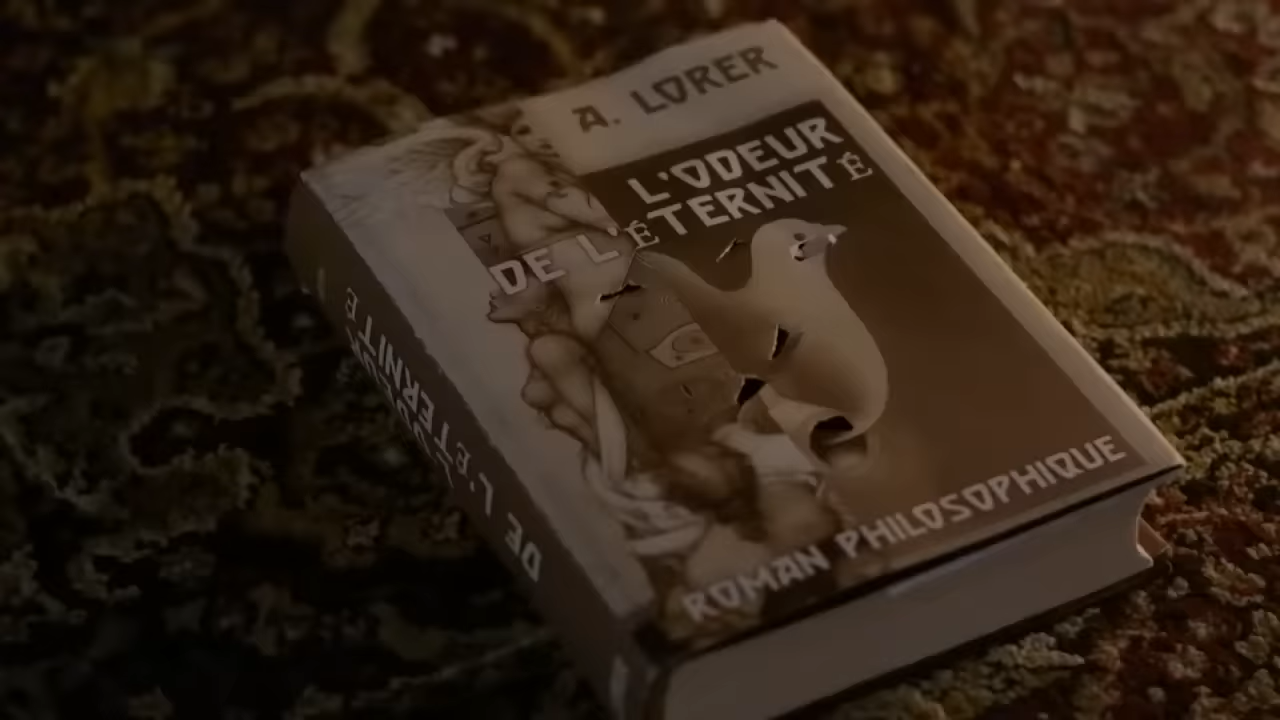 A. LORER
L'ODEUR
DE L'ÉTERNITÉ
ROMAN PHILOSOPHIQUE
DE L'ÉTERNITÉ